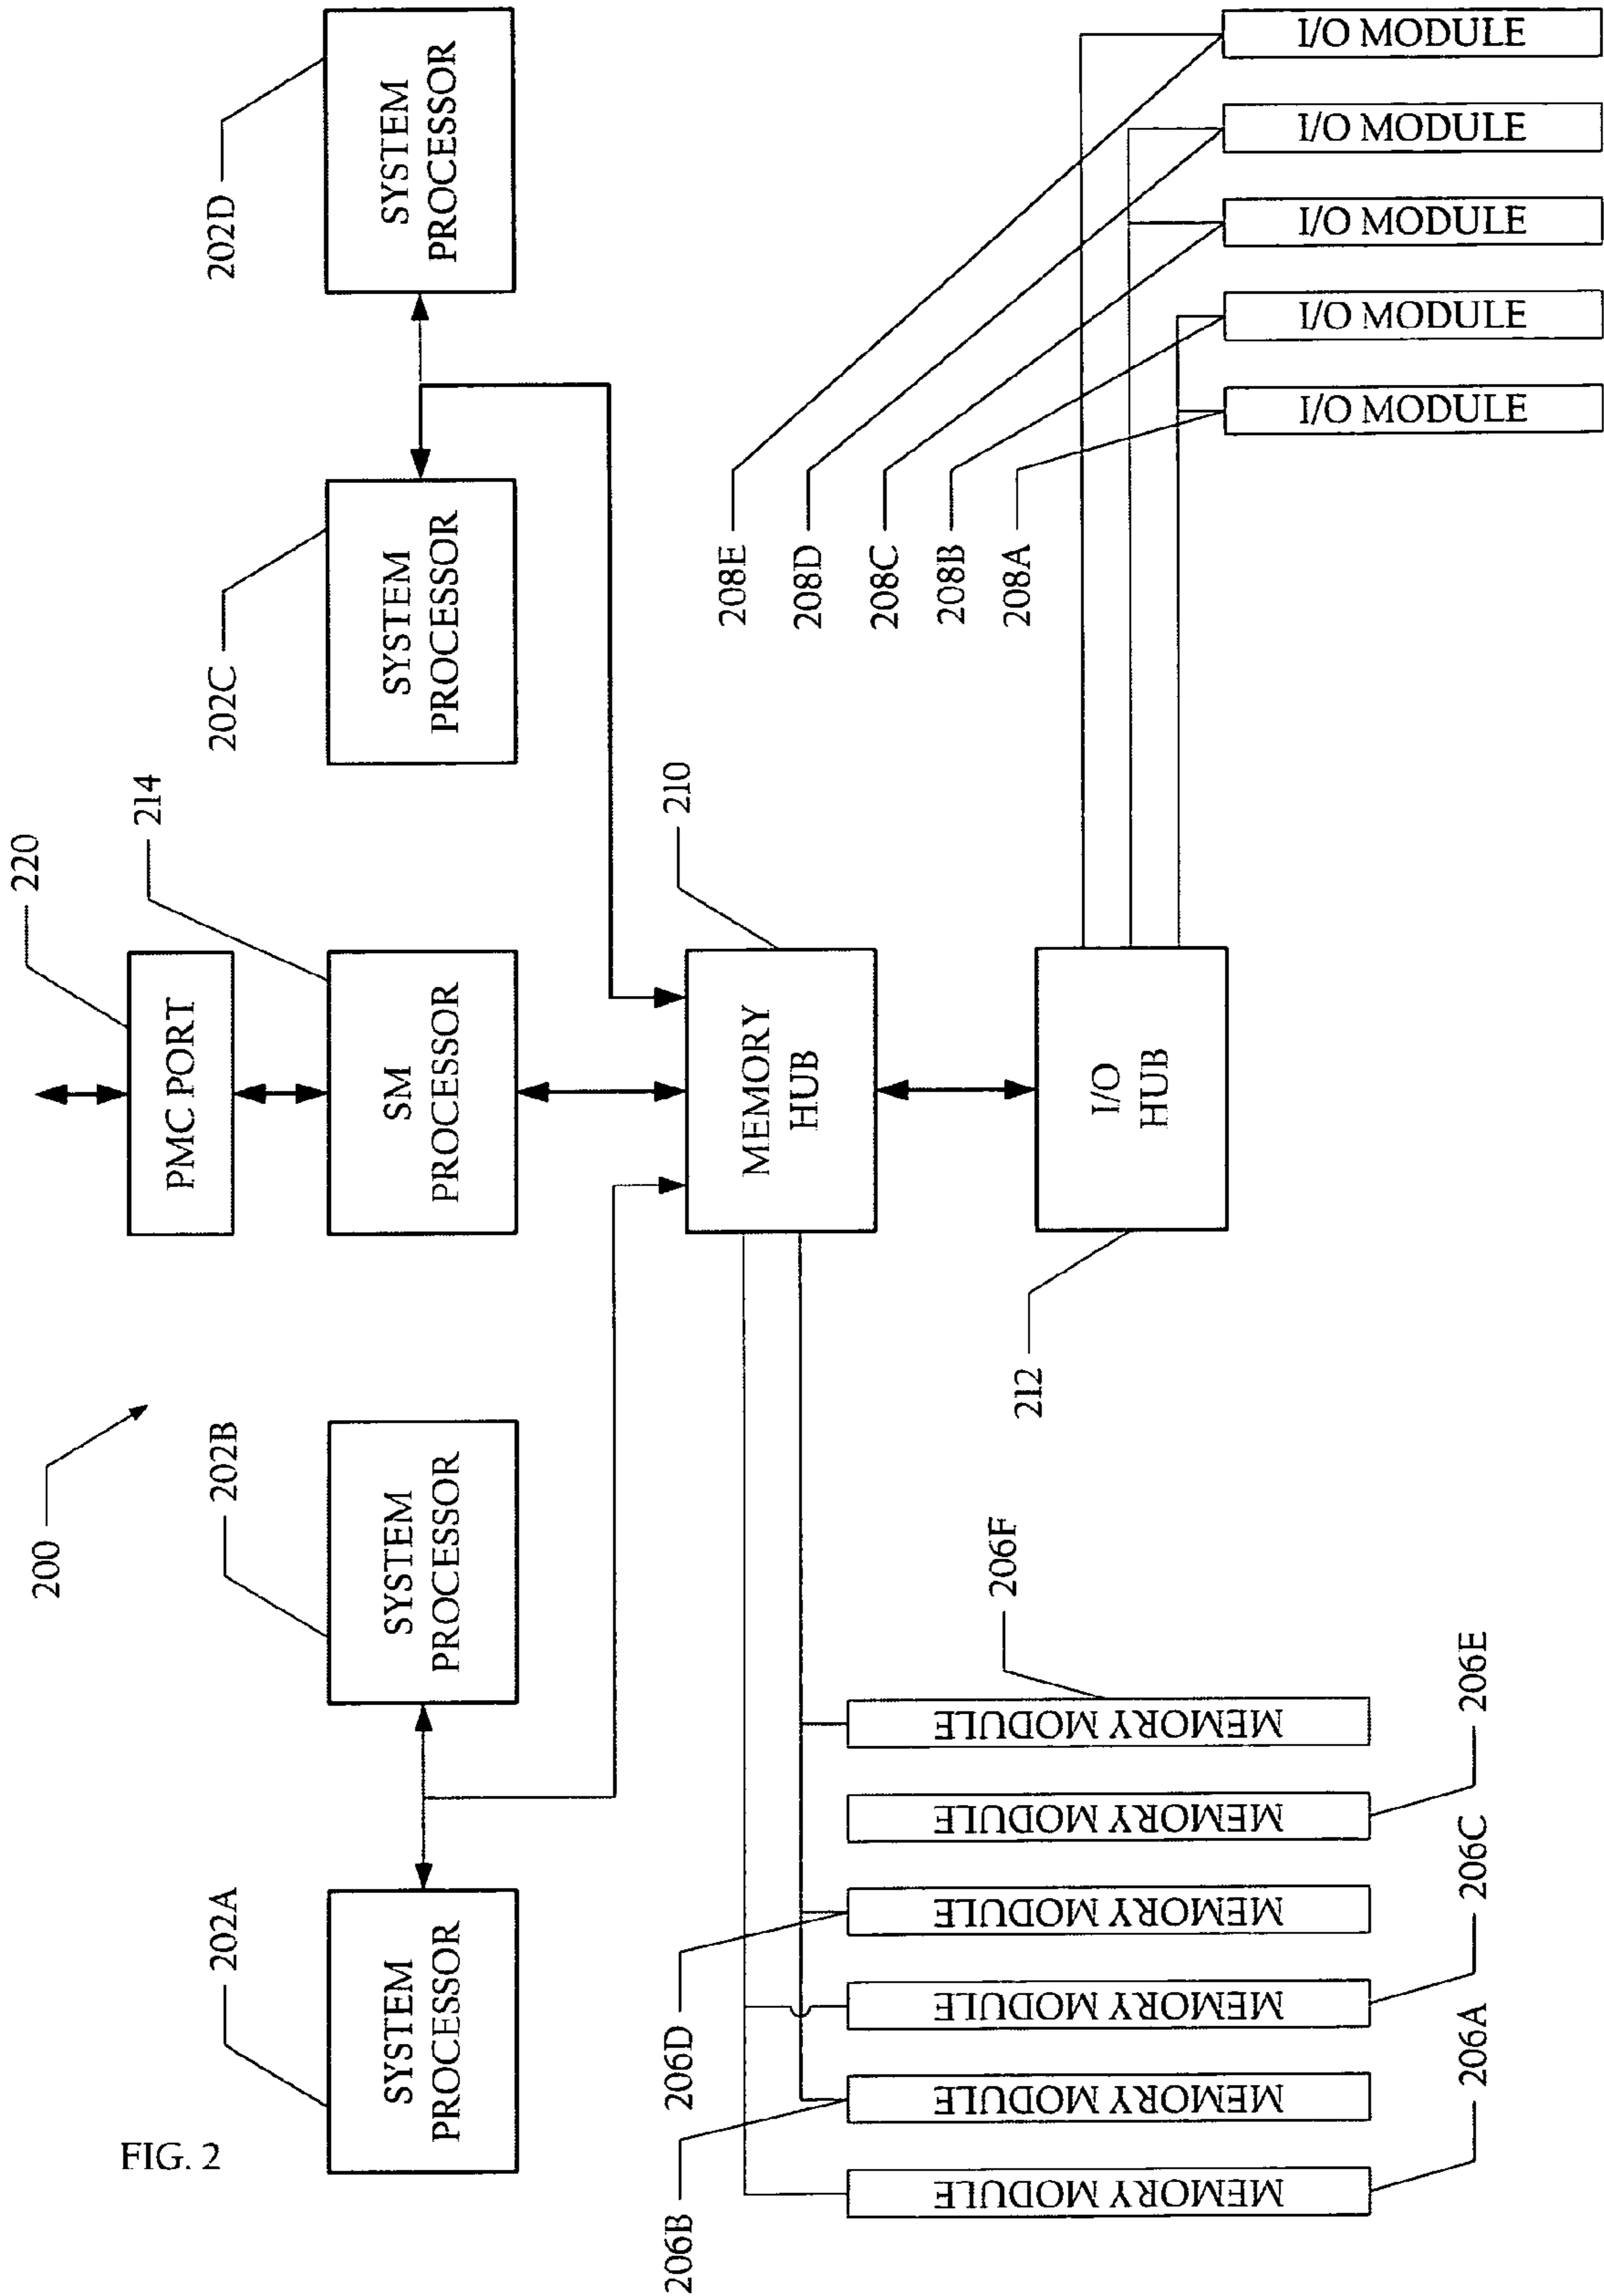 FIG. 2
200
220
PMC PORT
214
202A
SYSTEM
PROCESSOR
202B
SYSTEM
PROCESSOR
SM
PROCESSOR
202C
SYSTEM
PROCESSOR
202D
SYSTEM
PROCESSOR
210
MEMORY
HUB
212
I/O
HUB
206B
206D
206F
MEMORY MODULE
MEMORY MODULE
MEMORY MODULE
MEMORY MODULE
MEMORY MODULE
MEMORY MODULE
206A
206C
206E
208E
208D
208C
208B
208A
I/O MODULE
I/O MODULE
I/O MODULE
I/O MODULE
I/O MODULE